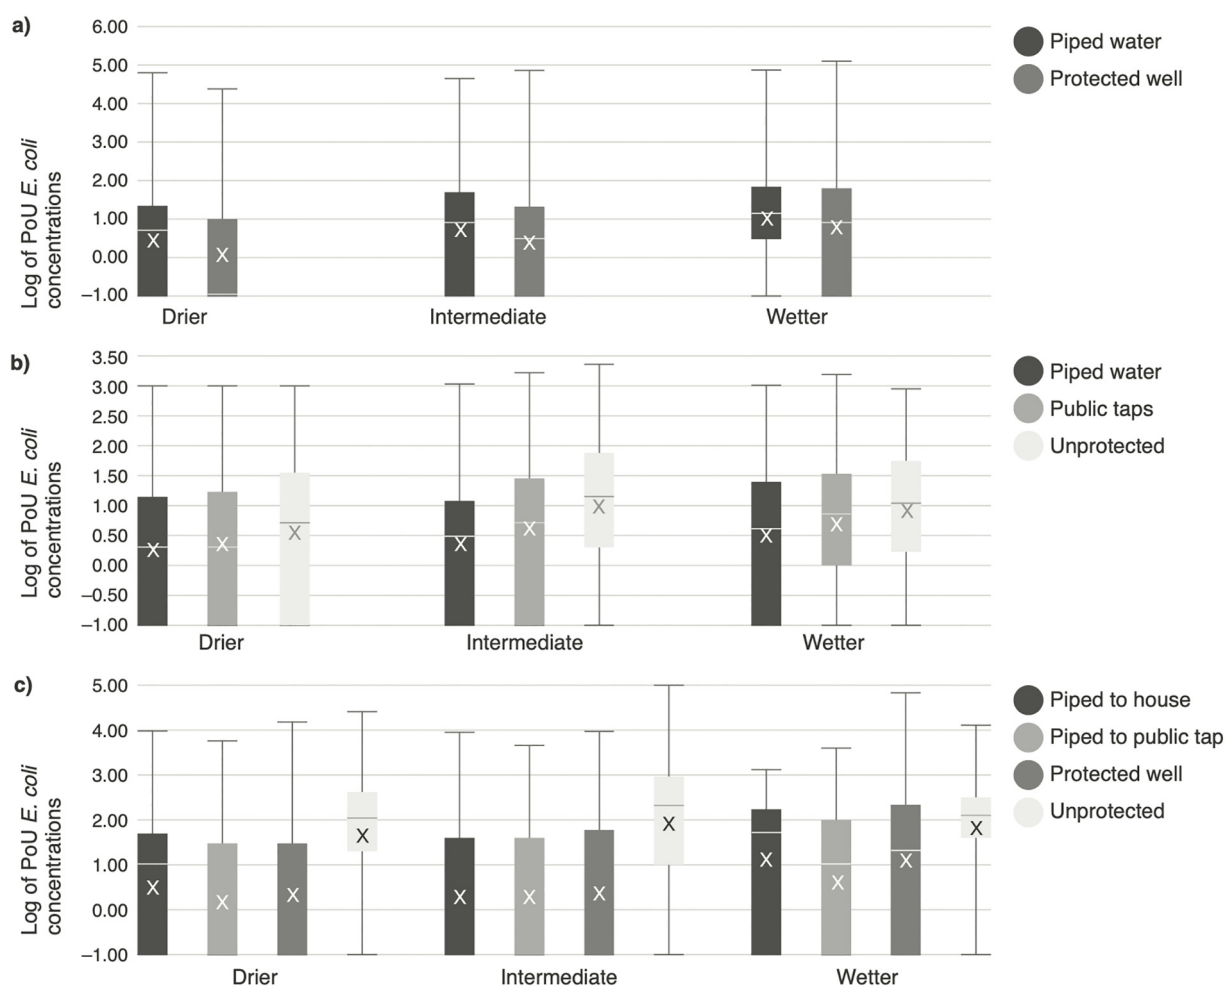 a)
6.00
5.00
4.00
3.00
2.00
1.00
0.00
–1.00
Log of PoU E. coli
concentrations
Drier
Intermediate
Wetter
Piped water
Protected well
b)
3.50
3.00
2.50
2.00
1.50
1.00
0.50
0.00
–0.50
–1.00
Log of PoU E. coli
concentrations
Drier
Intermediate
Wetter
Piped water
Public taps
Unprotected
c)
5.00
4.00
3.00
2.00
1.00
0.00
–1.00
Log of PoU E. coli
concentrations
Drier
Intermediate
Wetter
Piped to house
Piped to public tap
Protected well
Unprotected